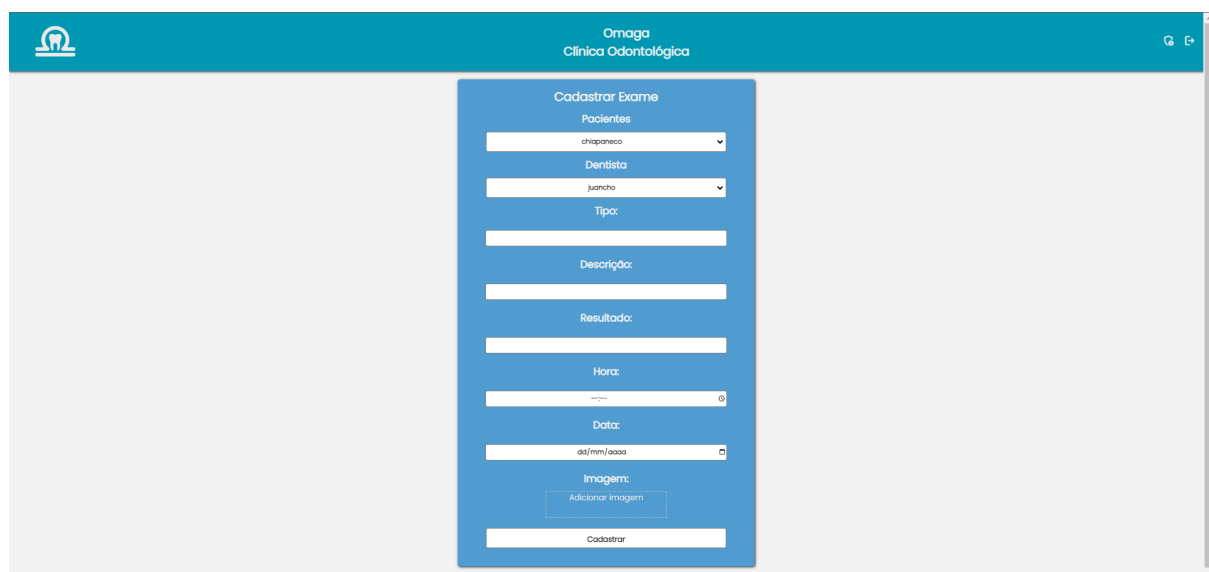 Omaga
Clínica Odontológica
Cadastrar Exame
Pacientes
chiapaneco
Dentista
juancho
Tipo:
Descrição:
Resultado:
Hora:
--:--
Data:
dd/mm/aaaa
Imagem:
Adicionar imagem
Cadastrar